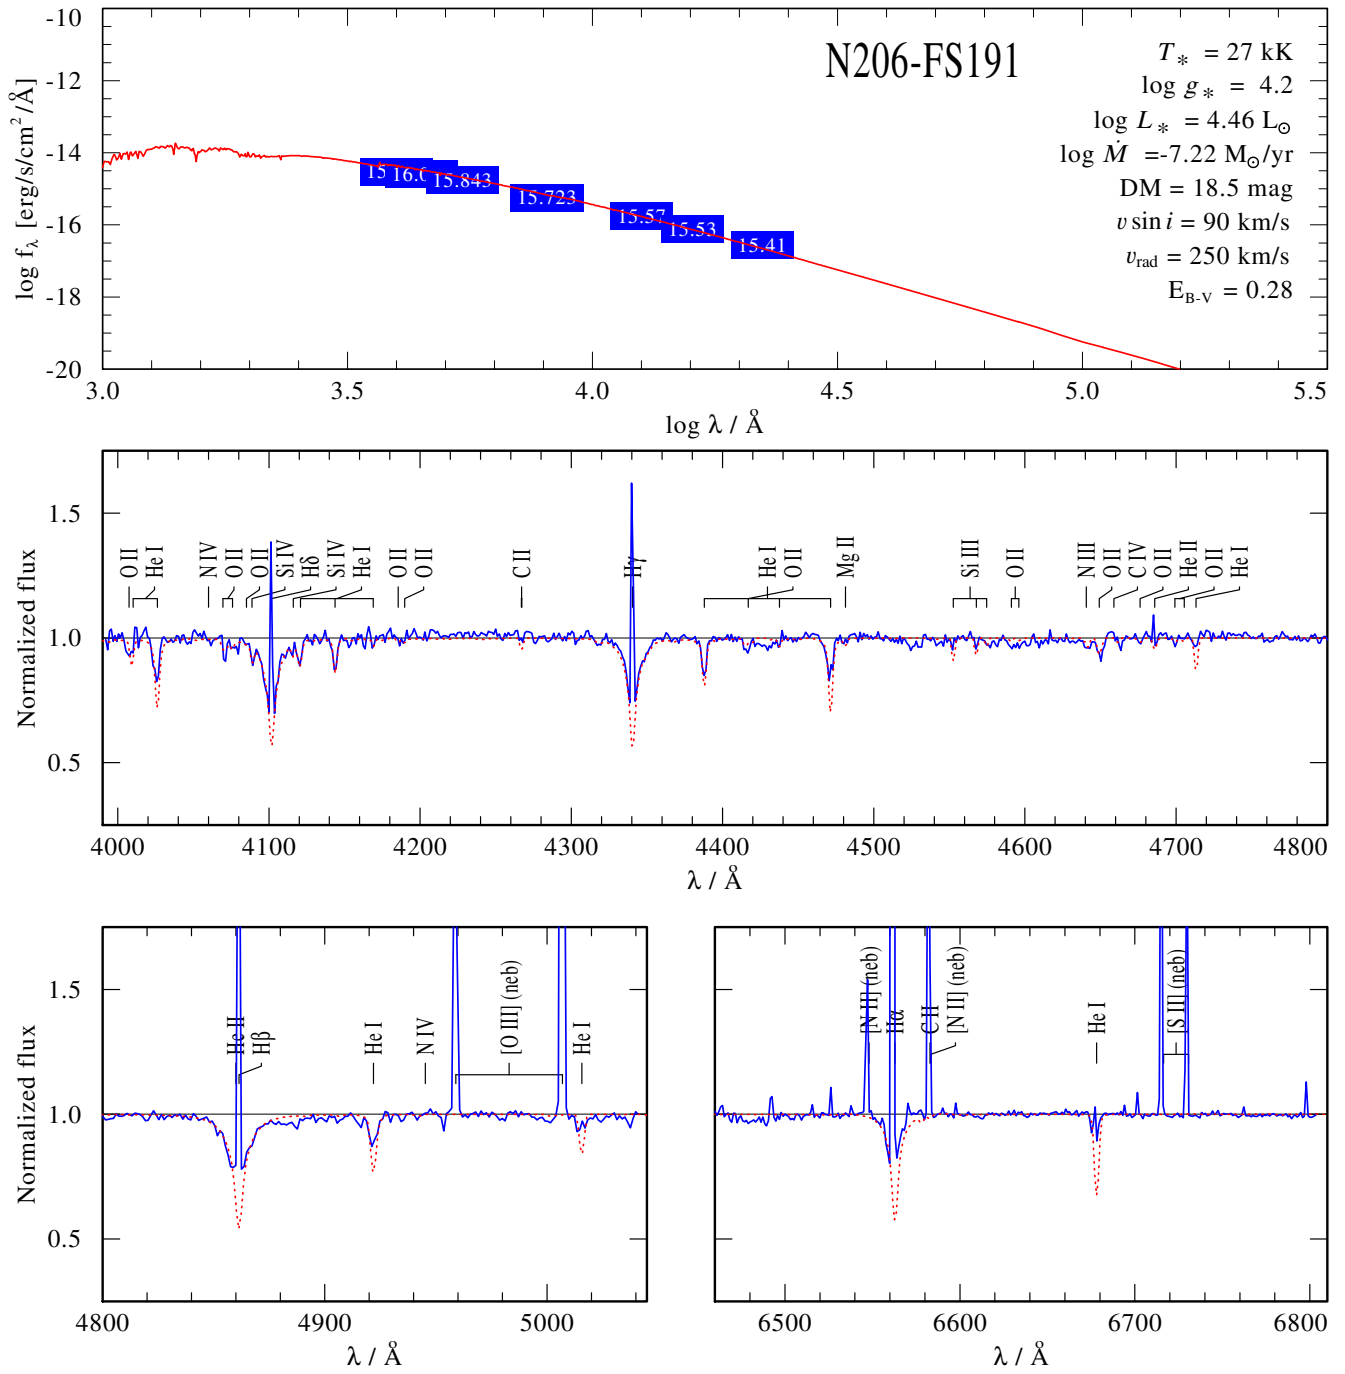 N206-FS191
T* = 27 kK
log g* = 4.2
log L* = 4.46 L⊙
log Ṁ =-7.22 M⊙/yr
DM = 18.5 mag
v sin i = 90 km/s
vrad = 250 km/s
EB-V = 0.28
log fλ [erg/s/cm²/Å]
-10
-12
-14
-16
-18
-20
15.843
15.723
15.57
15.53
15.41
3.0 3.5 4.0 4.5 5.0 5.5
log λ / Å
Normalized flux
1.5
1.0
0.5
O II
He I
N IV
O II
O II
Si IV
Hδ
Si IV
He I
O II
O II
C II
Hγ
He I
O II
Mg II
Si III
O II
N III
O II
C IV
O II
He II
O II
He I
4000 4100 4200 4300 4400 4500 4600 4700 4800
λ / Å
Normalized flux
1.5
1.0
0.5
He II
Hβ
He I
N IV
[O III] (neb)
He I
4800 4900 5000
λ / Å
1.5
1.0
0.5
[N II] (neb)
Hα
C II
[N II] (neb)
He I
[S II] (neb)
6500 6600 6700 6800
λ / Å